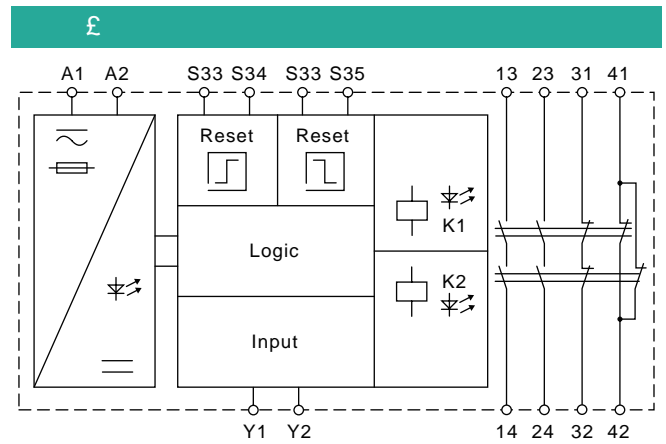 £
A1 A2 S33 S34 S33 S35 13 23 31 41
Reset Reset
K1
Logic
K2
Input
Y1 Y2 14 24 32 42